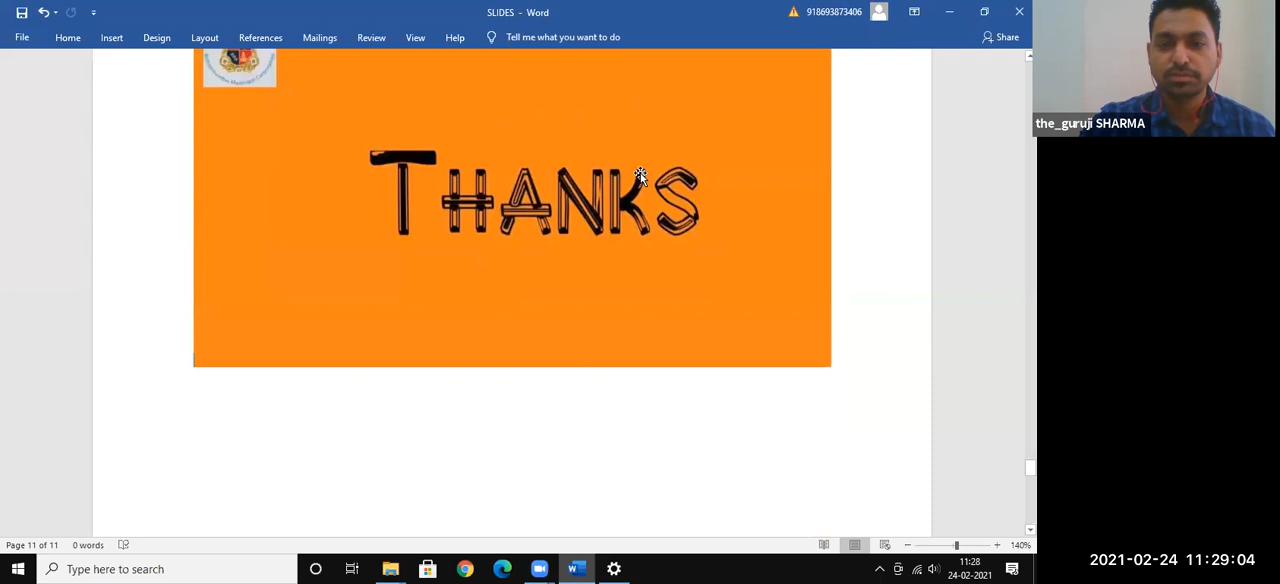 SLIDES - Word
918693873406
File
Home
Insert
Design
Layout
References
Mailings
Review
View
Help
Tell me what you want to do
Share
the_guruji SHARMA
THANKS
Page 11 of 11
0 words
140%
Type here to search
11:28
24-02-2021
2021-02-24 11:29:04